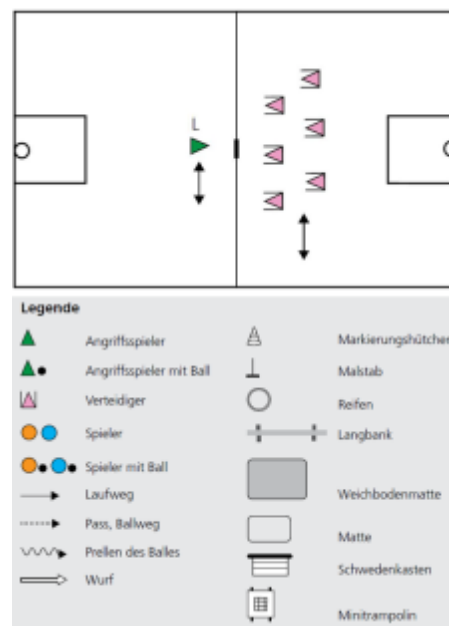 L
Legende
Angriffsspieler
Angriffsspieler mit Ball
Verteidiger
Spieler
Spieler mit Ball
Laufweg
Pass, Ballweg
Prellen des Balles
Wurf
Markierungshütchen
Malstab
Reifen
Langbank
Weichbodenmatte
Matte
Schwedenkasten
Minitrampolin